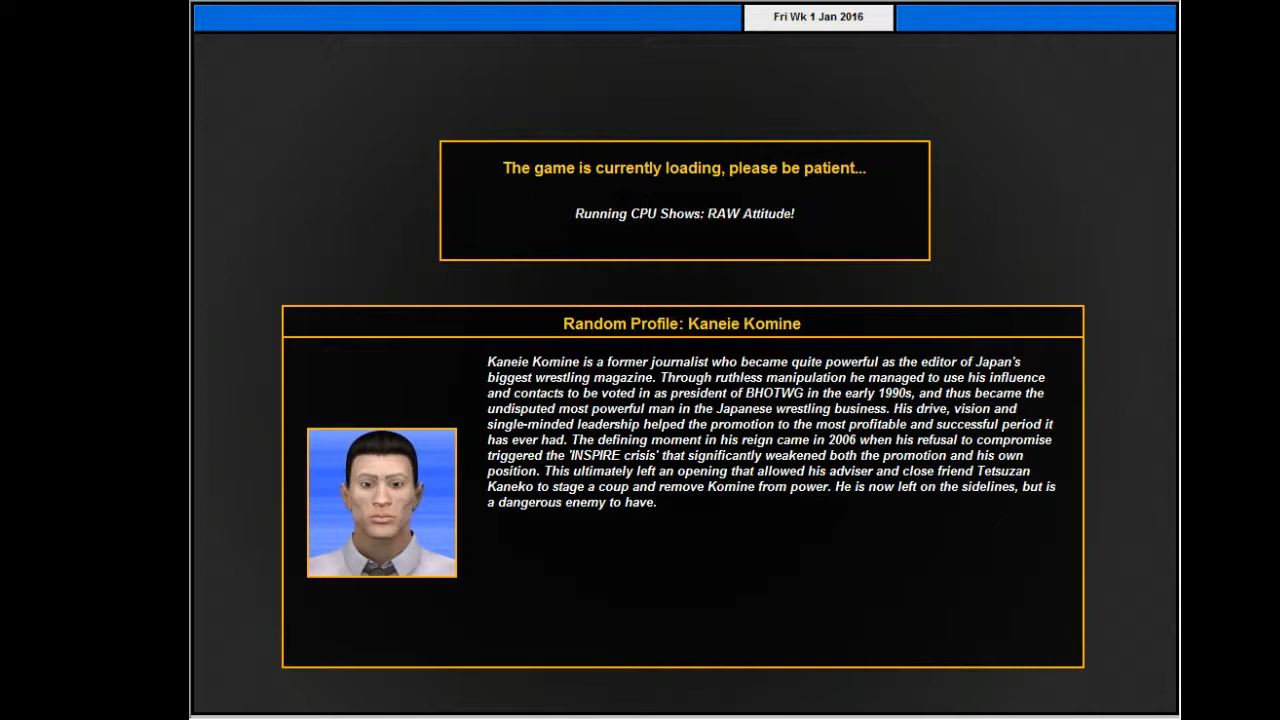 Fri Wk 1 Jan 2016
The game is currently loading, please be patient...
Running CPU Shows: RAW Attitude!
Random Profile: Kaneie Komine
Kaneie Komine is a former journalist who became quite powerful as the editor of Japan's
biggest wrestling magazine. Through ruthless manipulation he managed to use his influence
and contacts to be voted in as president of BHOTWG in the early 1990s, and thus became the
undisputed most powerful man in the Japanese wrestling business. His drive, vision and
single-minded leadership helped the promotion to the most profitable and successful period it
has ever had. The defining moment in his reign came in 2006 when his refusal to compromise
triggered the 'INSPIRE crisis' that significantly weakened both the promotion and his own
position. This ultimately left an opening that allowed his adviser and close friend Tetsuzan
Kaneko to stage a coup and remove Komine from power. He is now left on the sidelines, but is
a dangerous enemy to have.